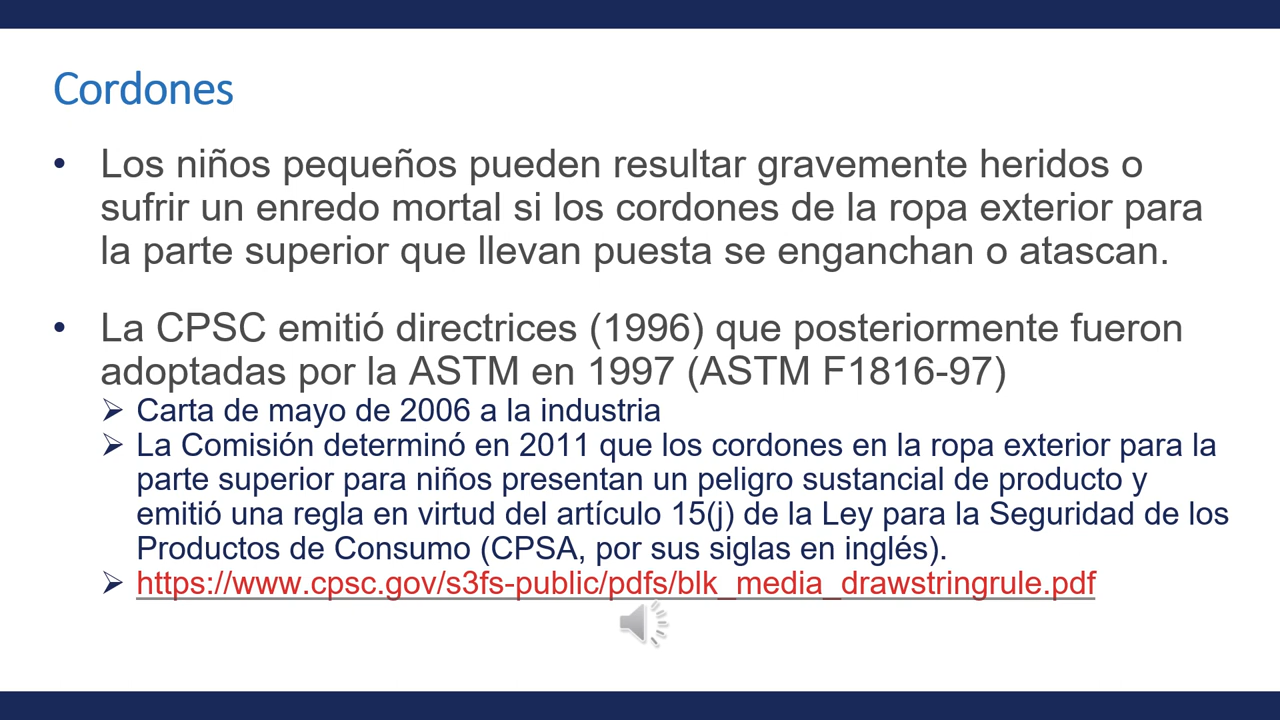 Cordones
• Los niños pequeños pueden resultar gravemente heridos o
sufrir un enredo mortal si los cordones de la ropa exterior para
la parte superior que llevan puesta se enganchan o atascan.
• La CPSC emitió directrices (1996) que posteriormente fueron
adoptadas por la ASTM en 1997 (ASTM F1816-97)
➢ Carta de mayo de 2006 a la industria
➢ La Comisión determinó en 2011 que los cordones en la ropa exterior para la
parte superior para niños presentan un peligro sustancial de producto y
emitió una regla en virtud del artículo 15(j) de la Ley para la Seguridad de los
Productos de Consumo (CPSA, por sus siglas en inglés).
➢ https://www.cpsc.gov/s3fs-public/pdfs/blk_media_drawstringrule.pdf